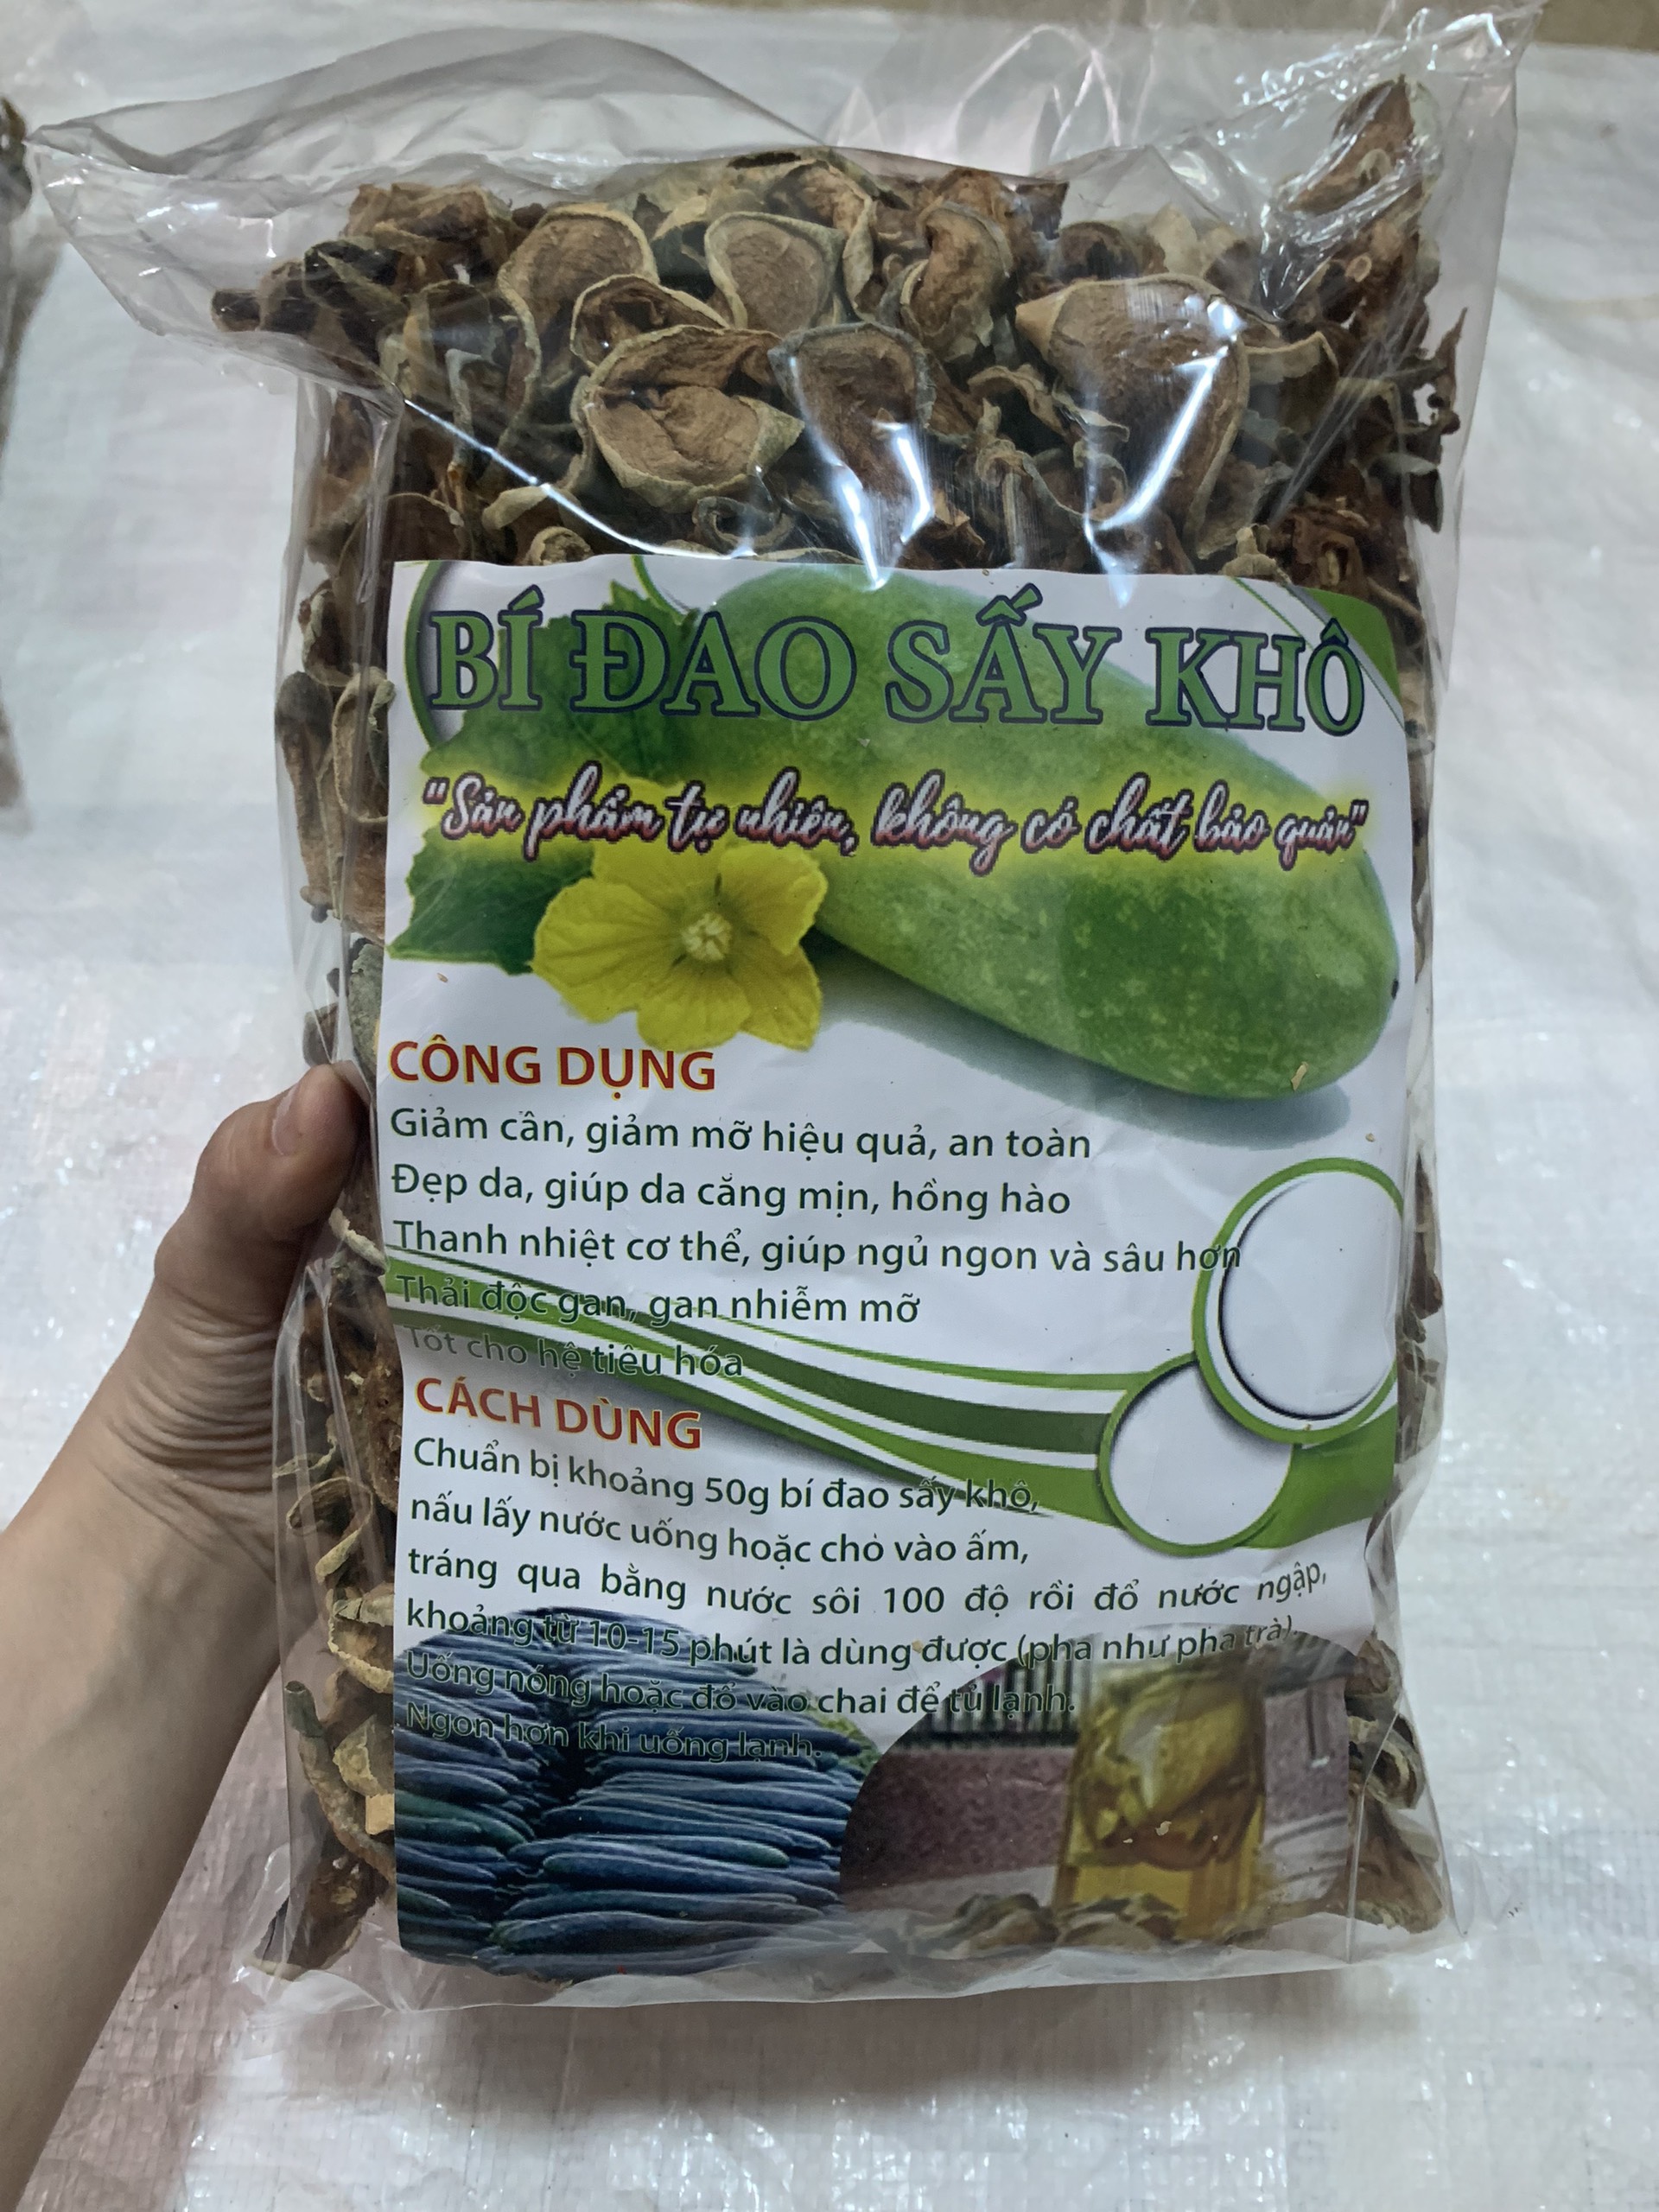 BÍ ĐAO SẤY KHÔ
"Sản phẩm tự nhiên, không có chất bảo quản"
CÔNG DỤNG
Giảm cân, giảm mỡ hiệu quả, an toàn
Đẹp da, giúp da căng mịn, hồng hào
Thanh nhiệt cơ thể, giúp ngủ ngon và sâu hơn
Thải độc gan, gan nhiễm mỡ
Tốt cho hệ tiêu hóa
CÁCH DÙNG
Chuẩn bị khoảng 50g bí đao sấy khô,
nấu lấy nước uống hoặc chò vào ấm,
tráng qua bằng nước sôi 100 độ rồi đổ nước ngập,
khoảng từ 10-15 phút là dùng được (pha như pha trà).
Uống nóng hoặc đổ vào chai để tủ lạnh.
Ngon hơn khi uống lạnh.